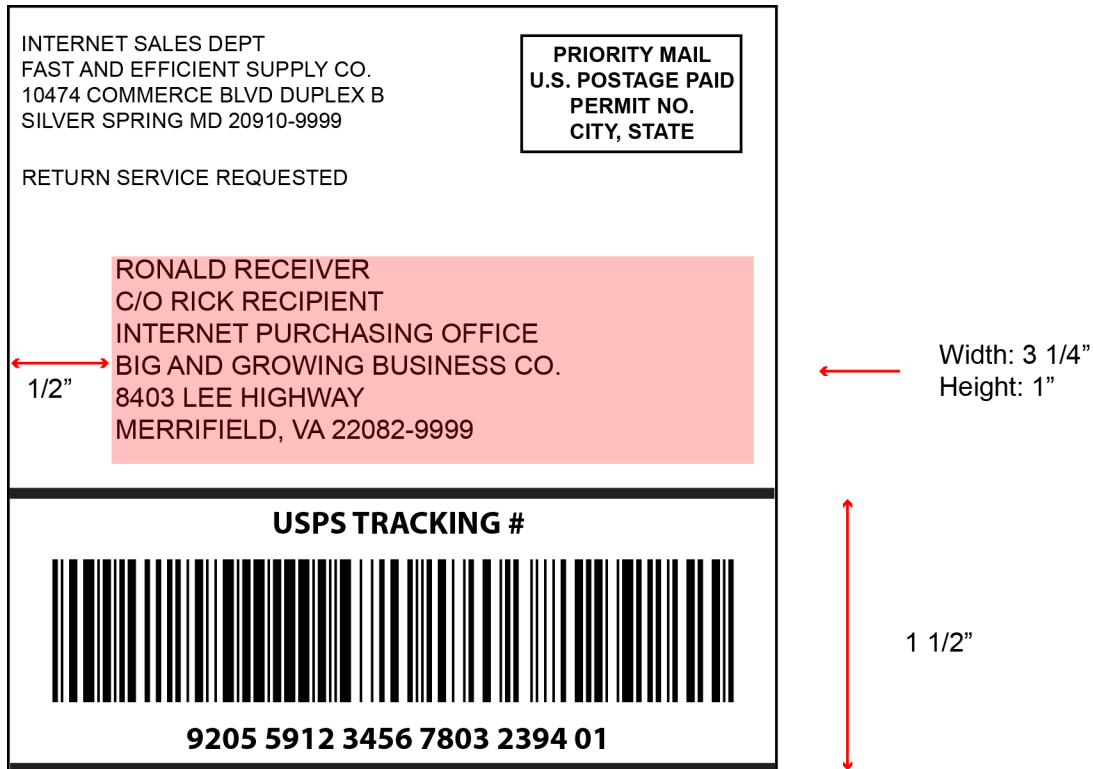 INTERNET SALES DEPT
FAST AND EFFICIENT SUPPLY CO.
10474 COMMERCE BLVD DUPLEX B
SILVER SPRING MD 20910-9999
RETURN SERVICE REQUESTED
PRIORITY MAIL
U.S. POSTAGE PAID
PERMIT NO.
CITY, STATE
RONALD RECEIVER
C/O RICK RECIPIENT
INTERNET PURCHASING OFFICE
BIG AND GROWING BUSINESS CO.
8403 LEE HIGHWAY
MERRIFIELD, VA 22082-9999
1/2”
Width: 3 1/4”
Height: 1”
USPS TRACKING #
9205 5912 3456 7803 2394 01
1 1/2”